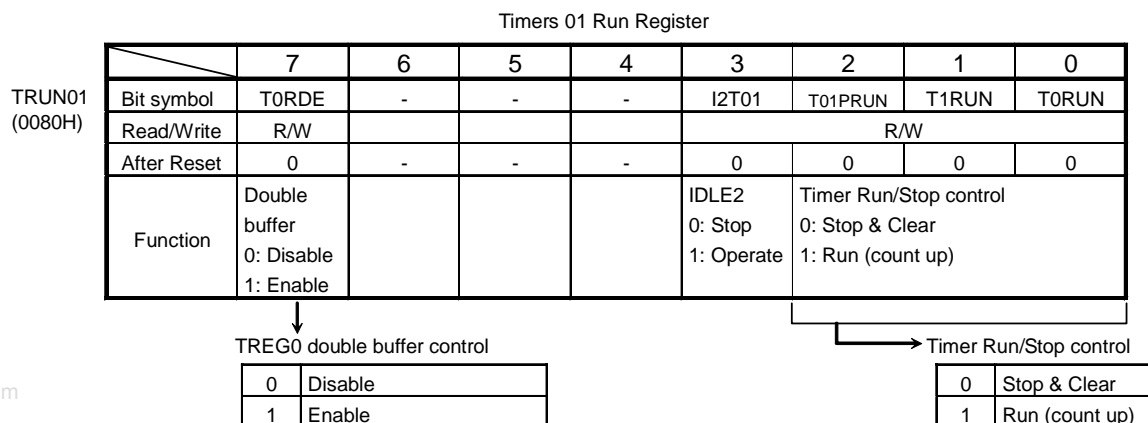 Timers 01 Run Register
7 6 5 4 3 2 1 0
TRUN01
(0080H)
Bit symbol T0RDE - - - I2T01 T01PRUN T1RUN T0RUN
Read/Write R/W R/W
After Reset 0 - - - 0 0 0 0
Function
Double
buffer
0: Disable
1: Enable
IDLE2
0: Stop
1: Operate
Timer Run/Stop control
0: Stop & Clear
1: Run (count up)
TREG0 double buffer control
0 Disable
1 Enable
Timer Run/Stop control
0 Stop & Clear
1 Run (count up)
m